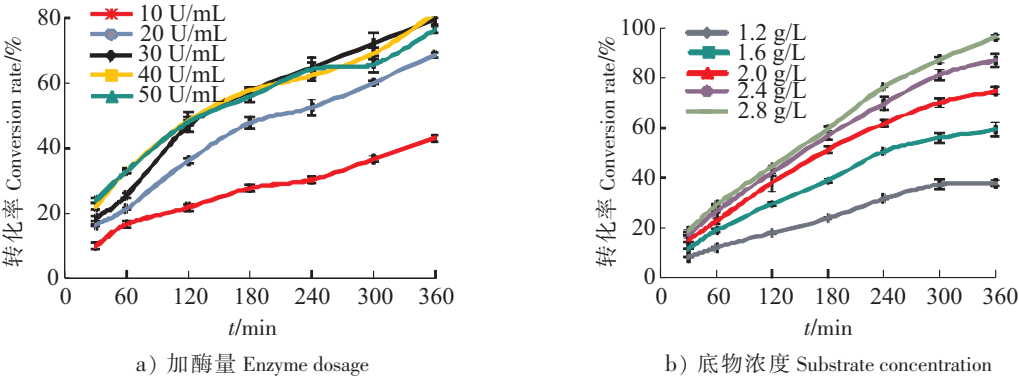 转化率 Conversion rate/%
80
60
40
20
0
10 U/mL
20 U/mL
30 U/mL
40 U/mL
50 U/mL
0 60 120 180 240 300 360
t/min
a) 加酶量 Enzyme dosage
转化率 Conversion rate/%
100
80
60
40
20
0
1.2 g/L
1.6 g/L
2.0 g/L
2.4 g/L
2.8 g/L
0 60 120 180 240 300 360
t/min
b) 底物浓度 Substrate concentration